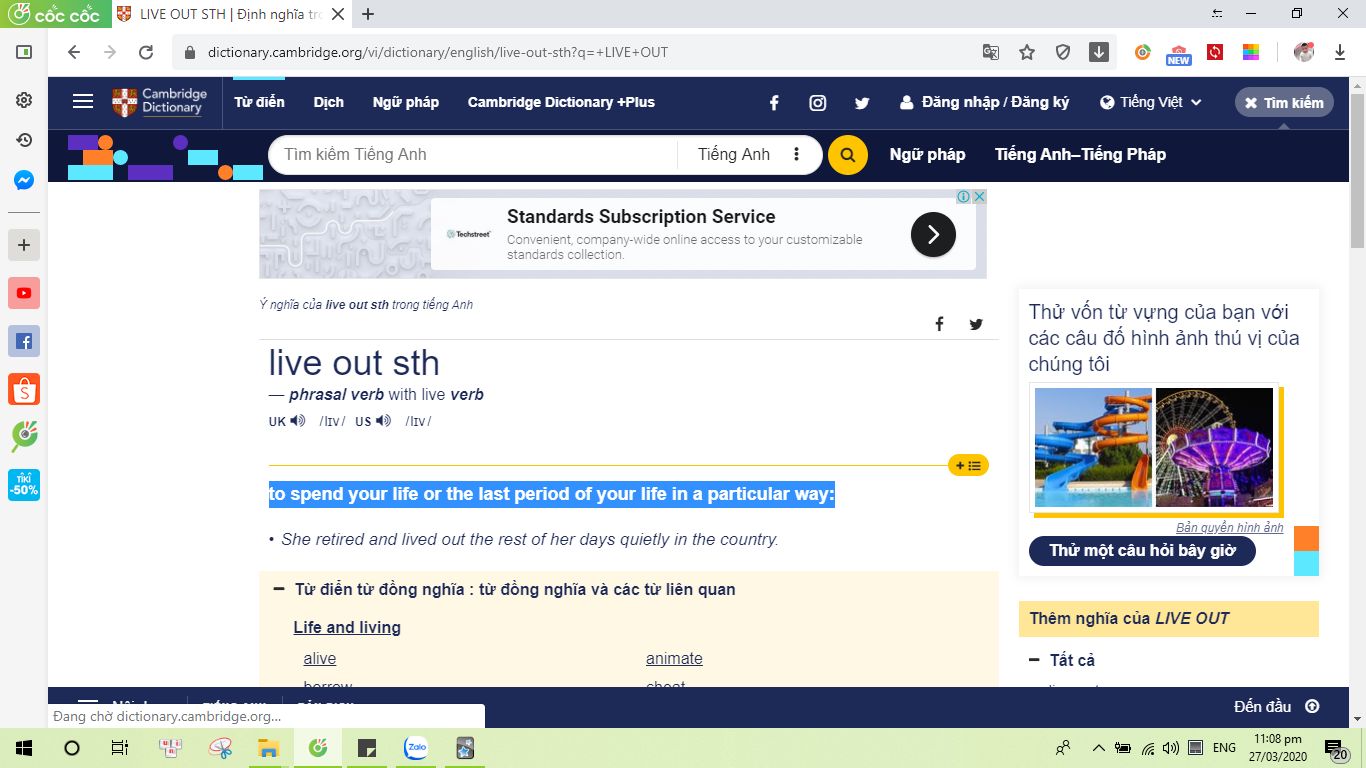 cốc cốc
LIVE OUT STH | Định nghĩa tro
dictionary.cambridge.org/vi/dictionary/english/live-out-sth?q=+LIVE+OUT
NEW
Cambridge
Dictionary
Từ điển
Dịch
Ngữ pháp
Cambridge Dictionary +Plus
Đăng nhập / Đăng ký
Tiếng Việt
Tìm kiếm
Tìm kiếm Tiếng Anh
Tiếng Anh
Ngữ pháp
Tiếng Anh–Tiếng Pháp
Techstreet
Standards Subscription Service
Convenient, company-wide online access to your customizable
standards collection.
Ý nghĩa của live out sth trong tiếng Anh
live out sth
— phrasal verb with live verb
UK /lɪv/ US /lɪv/
to spend your life or the last period of your life in a particular way:
• She retired and lived out the rest of her days quietly in the country.
Từ điển từ đồng nghĩa : từ đồng nghĩa và các từ liên quan
Life and living
alive
animate
Thử vốn từ vựng của bạn với
các câu đố hình ảnh thú vị của
chúng tôi
Bản quyền hình ảnh
Thử một câu hỏi bây giờ
Thêm nghĩa của LIVE OUT
Tất cả
Đến đầu
Đang chờ dictionary.cambridge.org...
TIKI
-50%
Zalo
ENG
11:08 pm
27/03/2020
20